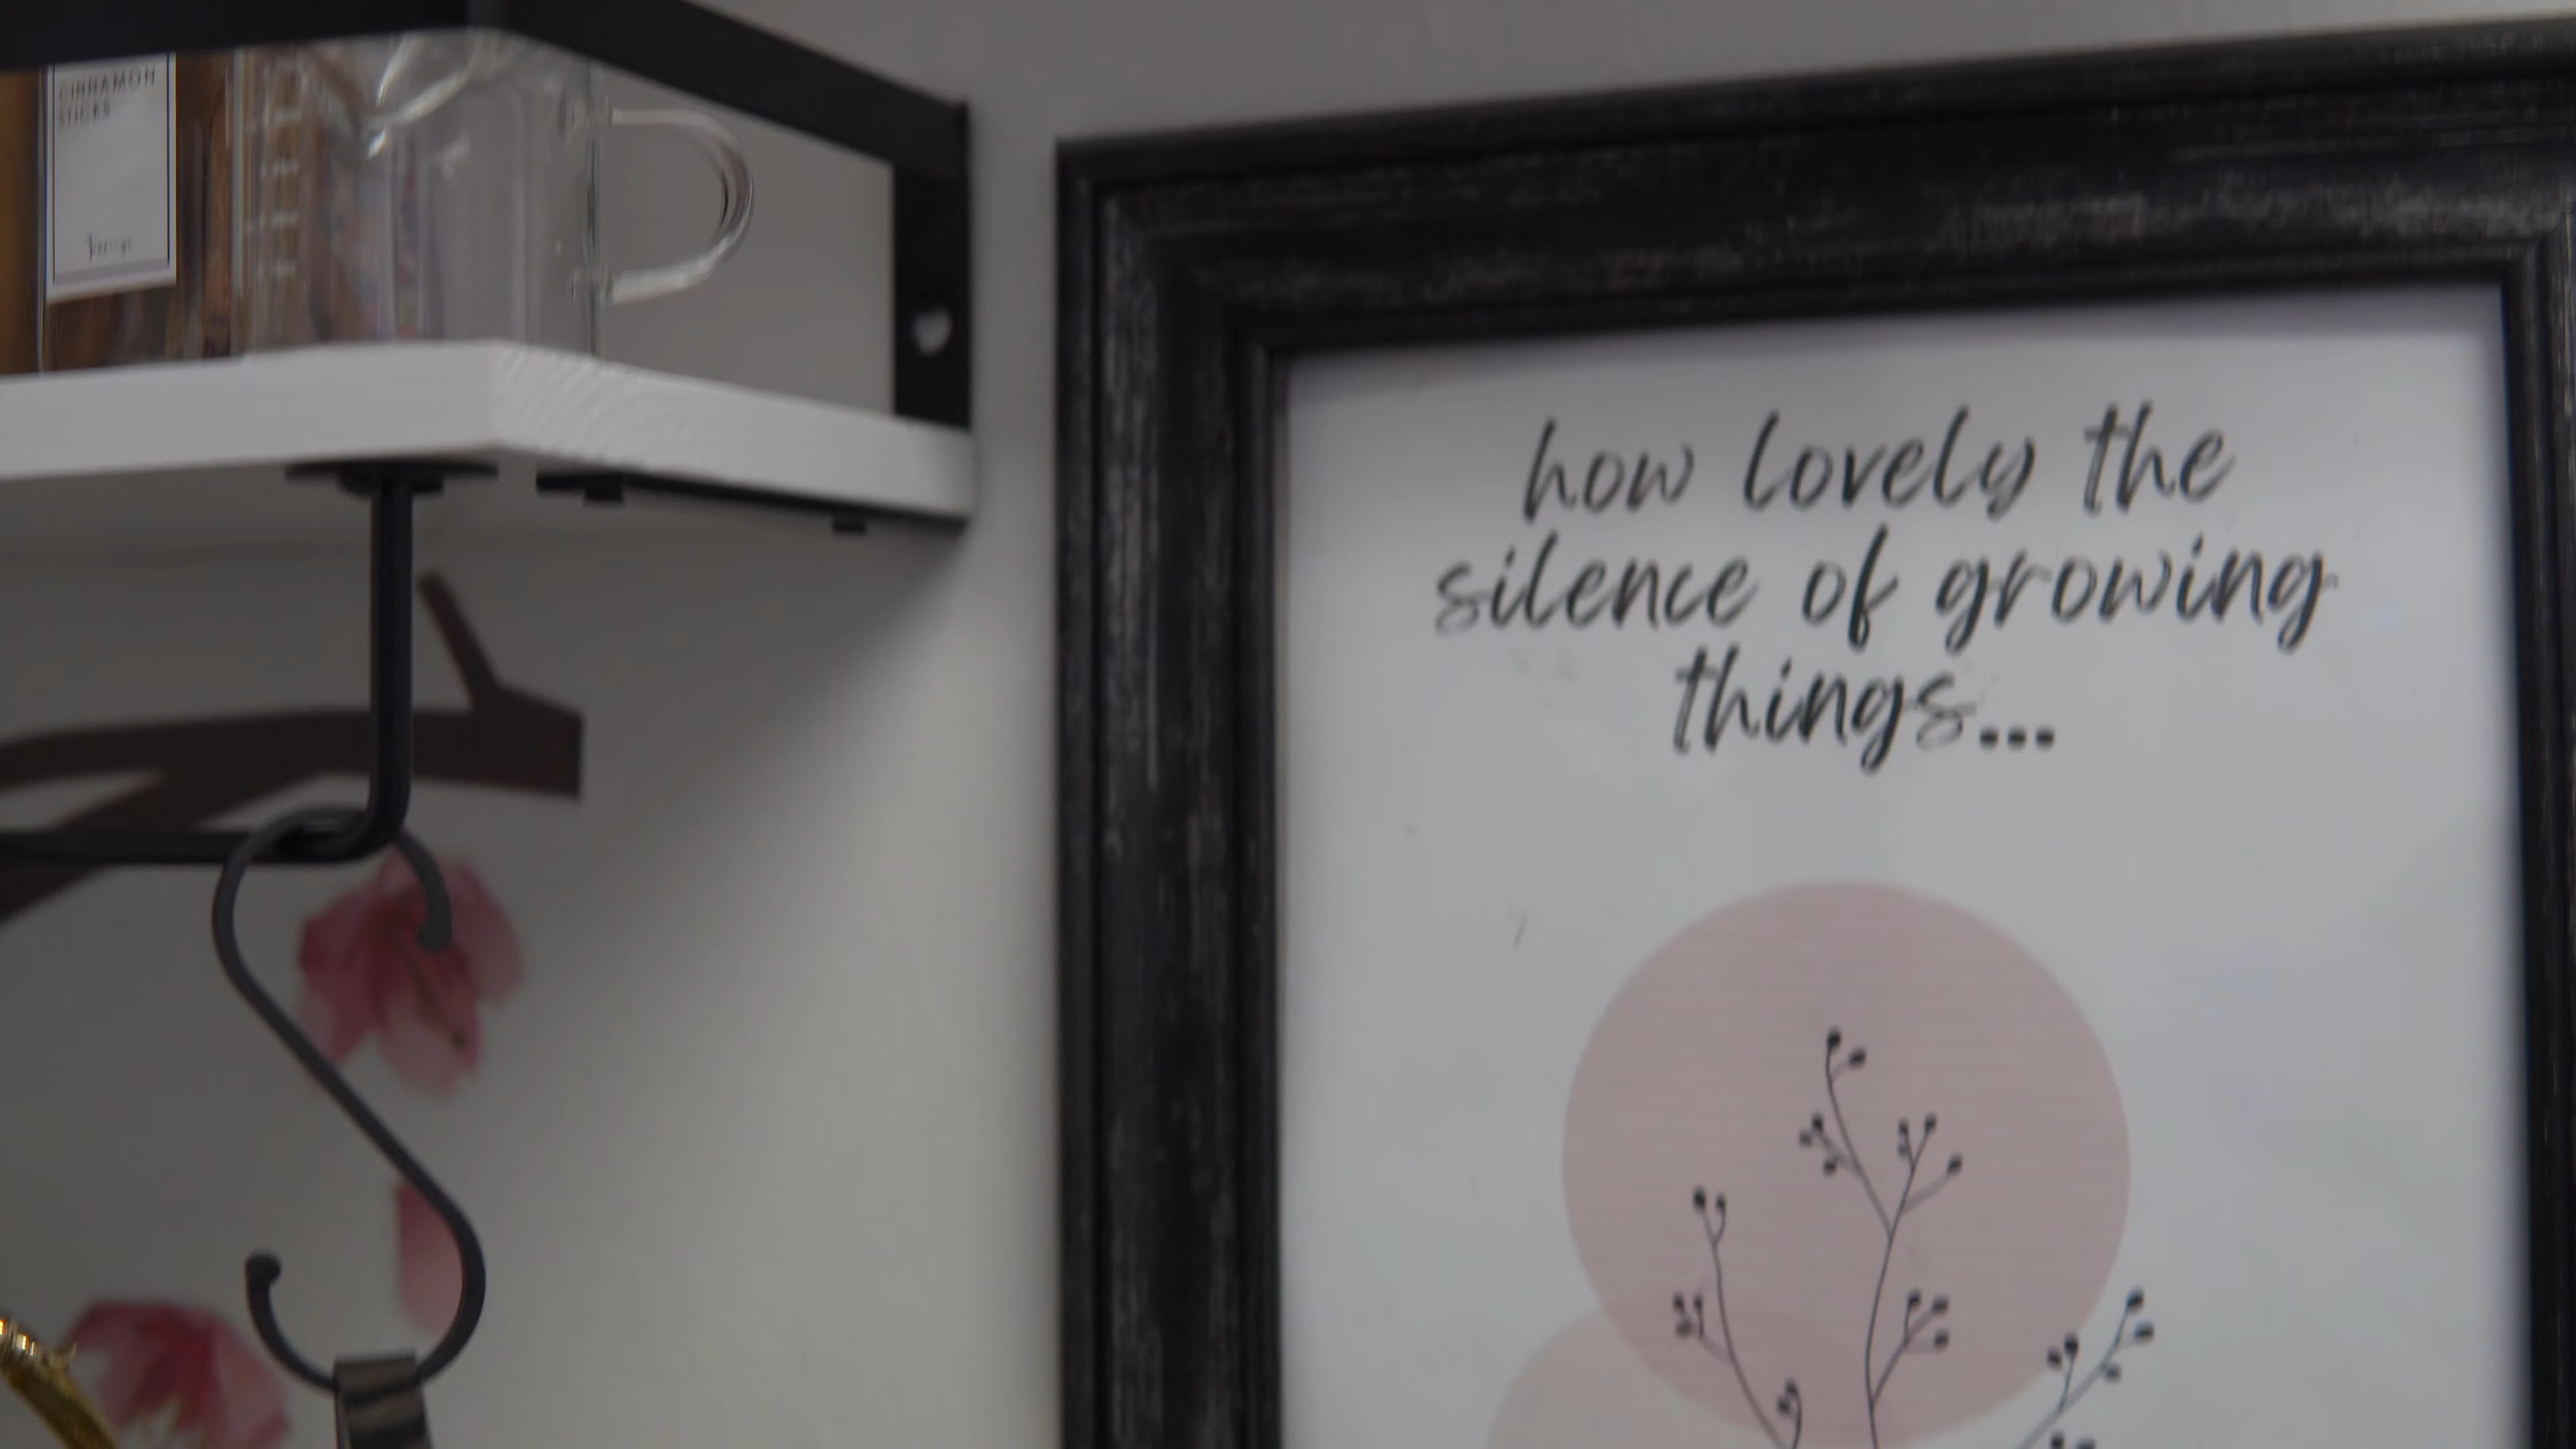 CINNAMON
STICKS
how lovely the
silence of growing
things...